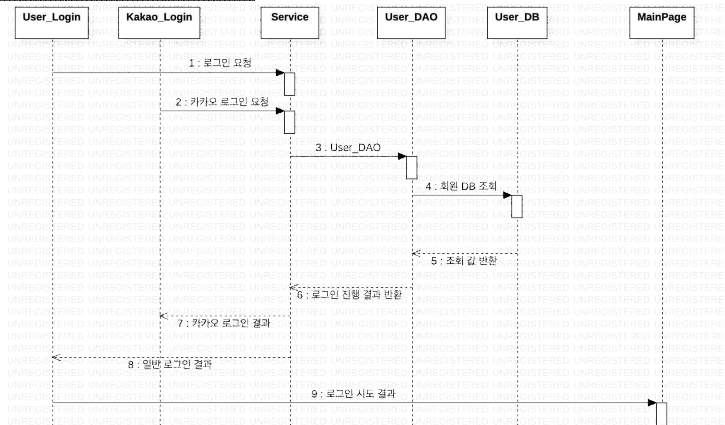 User_Login
Kakao_Login
Service
User_DAO
User_DB
MainPage
1 : 로그인 요청
2 : 카카오 로그인 요청
3 : User_DAO
4 : 회원 DB 조회
5 : 조회 값 반환
6 : 로그인 진행 결과 반환
7 : 카카오 로그인 결과
8 : 일반 로그인 결과
9 : 로그인 시도 결과